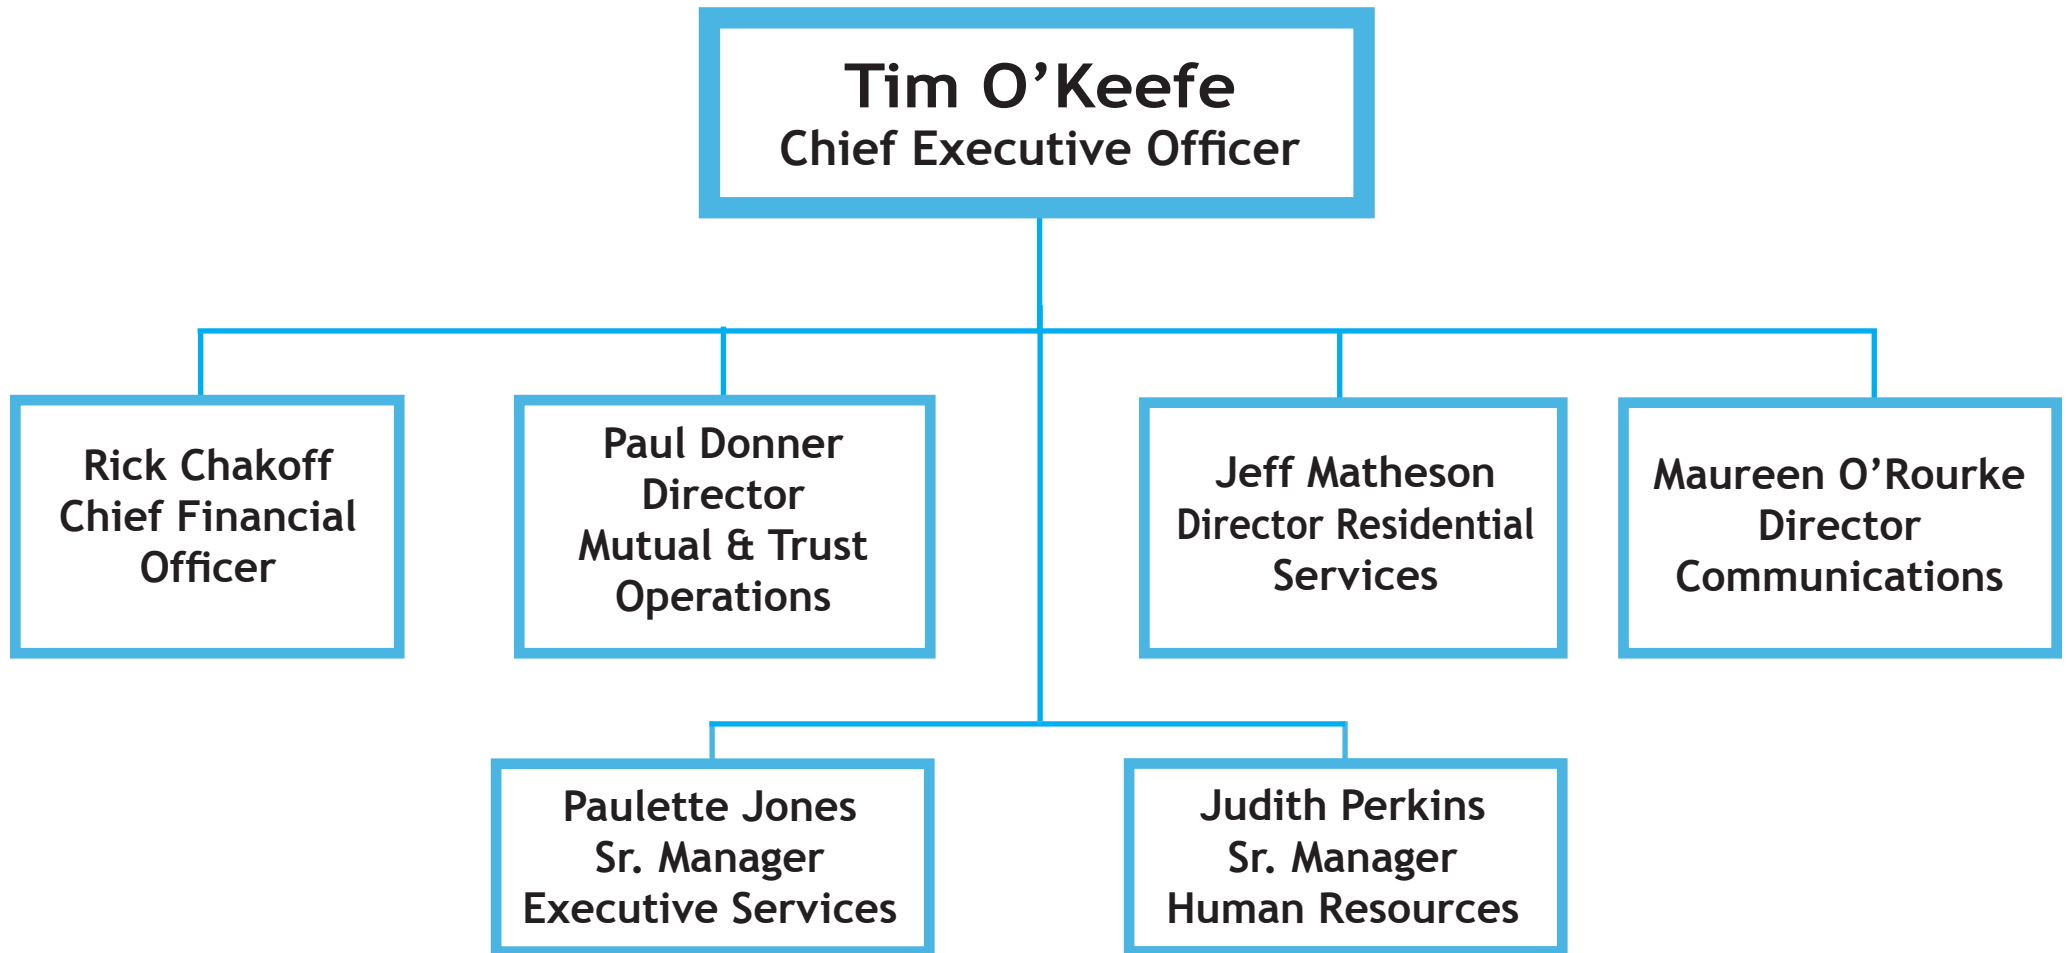 Tim O’Keefe
Chief Executive Officer
Rick Chakoff
Chief Financial
Officer
Paul Donner
Director
Mutual & Trust
Operations
Jeff Matheson
Director Residential
Services
Maureen O’Rourke
Director
Communications
Paulette Jones
Sr. Manager
Executive Services
Judith Perkins
Sr. Manager
Human Resources